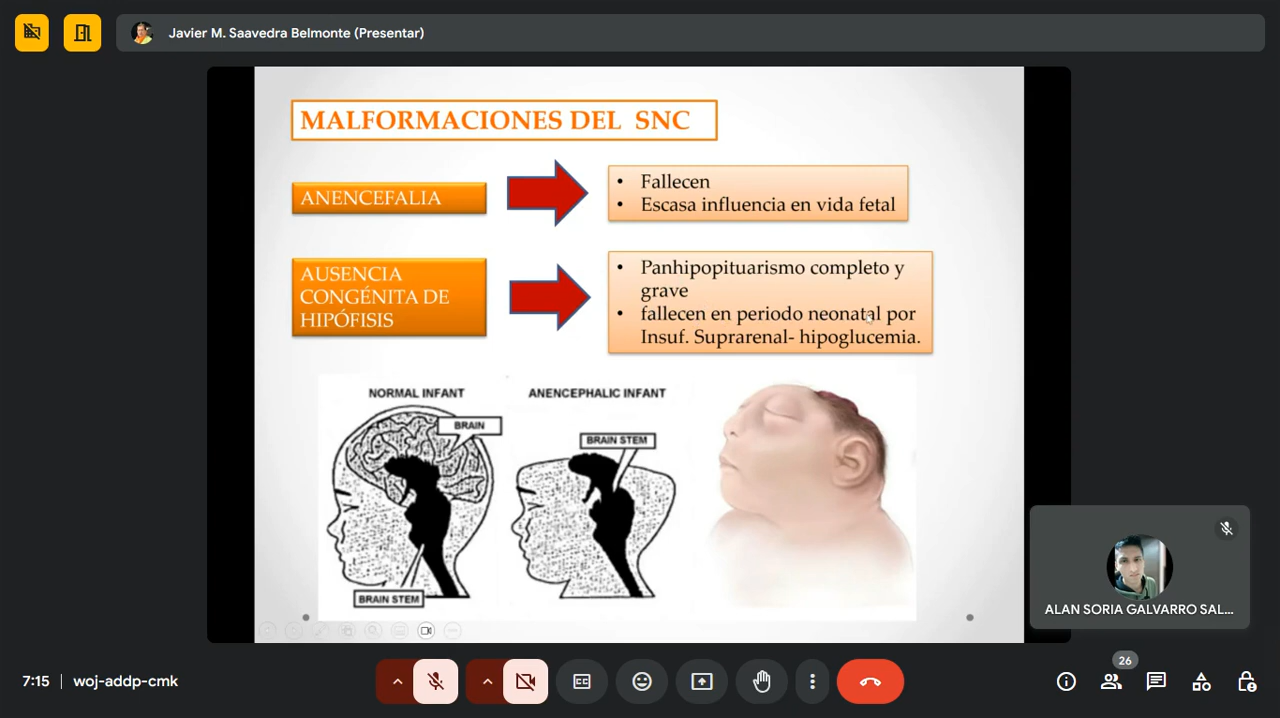 Javier M. Saavedra Belmonte (Presentar)
MALFORMACIONES DEL SNC
ANENCEFALIA
• Fallecen
• Escasa influencia en vida fetal
AUSENCIA
CONGÉNITA DE
HIPÓFISIS
• Panhipopituarismo completo y
grave
• fallecen en periodo neonatal por
Insuf. Suprarenal- hipoglucemia.
NORMAL INFANT
BRAIN
BRAIN STEM
ANENCEPHALIC INFANT
BRAIN STEM
ALAN SORIA GALVARRO SAL...
7:15 | woj-addp-cmk
26